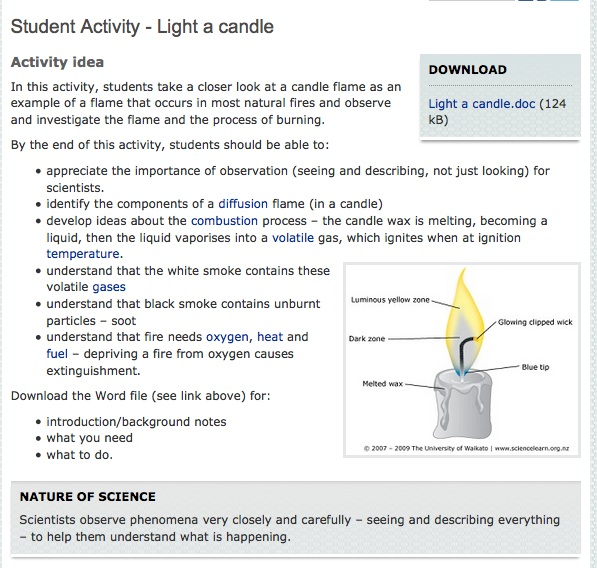 Student Activity - Light a candle
Activity idea
In this activity, students take a closer look at a candle flame as an
example of a flame that occurs in most natural fires and observe
and investigate the flame and the process of burning.
DOWNLOAD
Light a candle.doc (124
kB)
By the end of this activity, students should be able to:
• appreciate the importance of observation (seeing and describing, not just looking) for
scientists.
• identify the components of a diffusion flame (in a candle)
• develop ideas about the combustion process – the candle wax is melting, becoming a
liquid, then the liquid vaporises into a volatile gas, which ignites when at ignition
temperature.
• understand that the white smoke contains these
volatile gases
• understand that black smoke contains unburnt
particles – soot
• understand that fire needs oxygen, heat and
fuel – depriving a fire from oxygen causes
extinguishment.
Luminous yellow zone
Glowing clipped wick
Dark zone
Blue tip
Melted wax
© 2007 – 2009 The University of Waikato | www.sciencelearn.org.nz
Download the Word file (see link above) for:
• introduction/background notes
• what you need
• what to do.
NATURE OF SCIENCE
Scientists observe phenomena very closely and carefully – seeing and describing everything
– to help them understand what is happening.